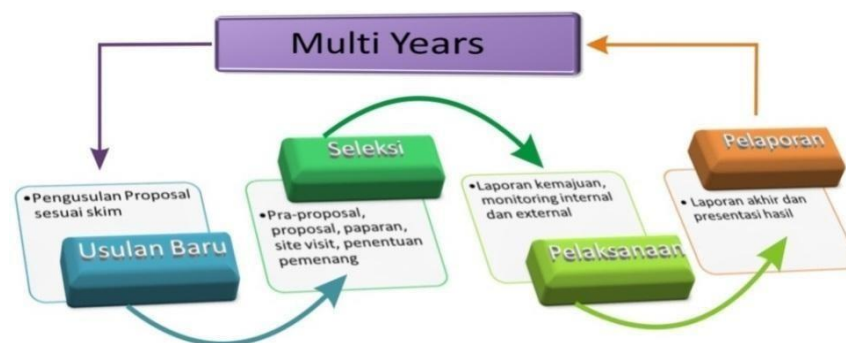 Multi Years
•Pengusulan Proposal
sesuai skim
Usulan Baru
Seleksi
•Pra-proposal,
proposal, paparan,
site visit, penentuan
pemenang
•Laporan kemajuan,
monitoring internal
dan external
Pelaksanaan
Pelaporan
• Laporan akhir dan
presentasi hasil